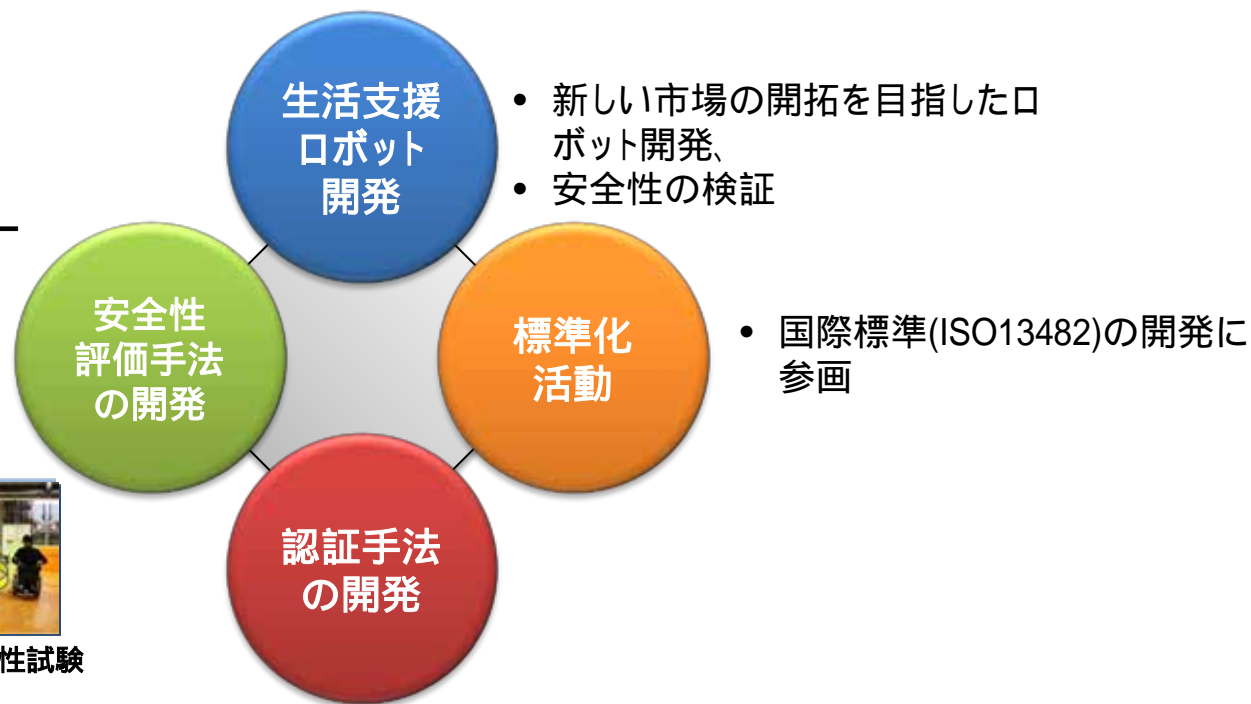 生活支援
ロボット
開発
• 新しい市場の開拓を目指したロ
ボット開発、
• 安全性の検証
安全性
評価手法
の開発
標準化
活動
• 国際標準(ISO13482)の開発に
参画
認証手法
の開発
性試験